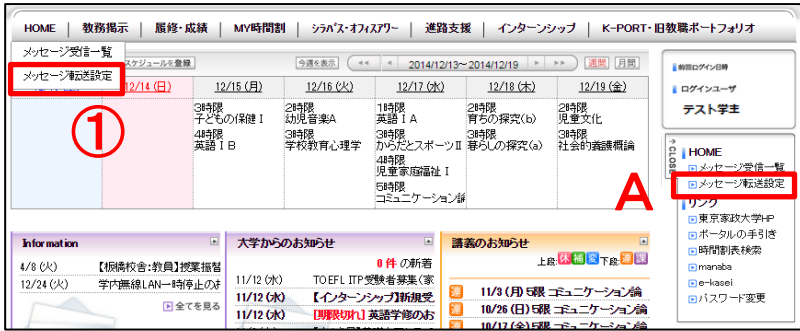 HOME 教務掲示 履修・成績 MY時間割 シラバス・オフィスアワー 進路支援 インターンシップ K-PORT・旧教職ポートフォリオ
メッセージ受信一覧
メッセージ転送設定
スケジュールを登録
今週を表示 2014/12/13～2014/12/19 週間 月間
12/14 (日) 12/15 (月) 12/16 (火) 12/17 (水) 12/18 (木) 12/19 (金)
3時限
子どもの保健 I
4時限
英語 I B
2時限
幼児音楽A
3時限
学校教育心理学
1時限
英語 I A
3時限
からだとスポーツ II
4時限
児童家庭福祉 I
5時限
コミュニケーション論
2時限
育ちの探究(b)
3時限
暮らしの探究(a)
2時限
児童文化
3時限
社会的養護概論
①
前回ログイン日時
ログインユーザ
テスト学生
CLOSE
HOME
メッセージ受信一覧
メッセージ転送設定
A
リンク
東京家政大学HP
ポータルの手引き
時間割表検索
manaba
e-kasei
パスワード変更
Information
4/8 (火) 【板橋校舎:教員】授業振替
12/24 (火) 学内無線LAN一時停止のお
全てを見る
大学からのお知らせ
0 件 の新着
11/12 (水) TOEFL ITP受験者募集(家
11/12 (水) 【インターンシップ】新規受
11/12 (水) 【期限切れ】英語学修のお
講義のお知らせ
上段:休補変 下段:連課
連 11/3 (月) 5限 コミュニケーション論
連 10/26 (日) 5限 コミュニケーション論
連 10/17 (金) 5限 コミュニケーション論